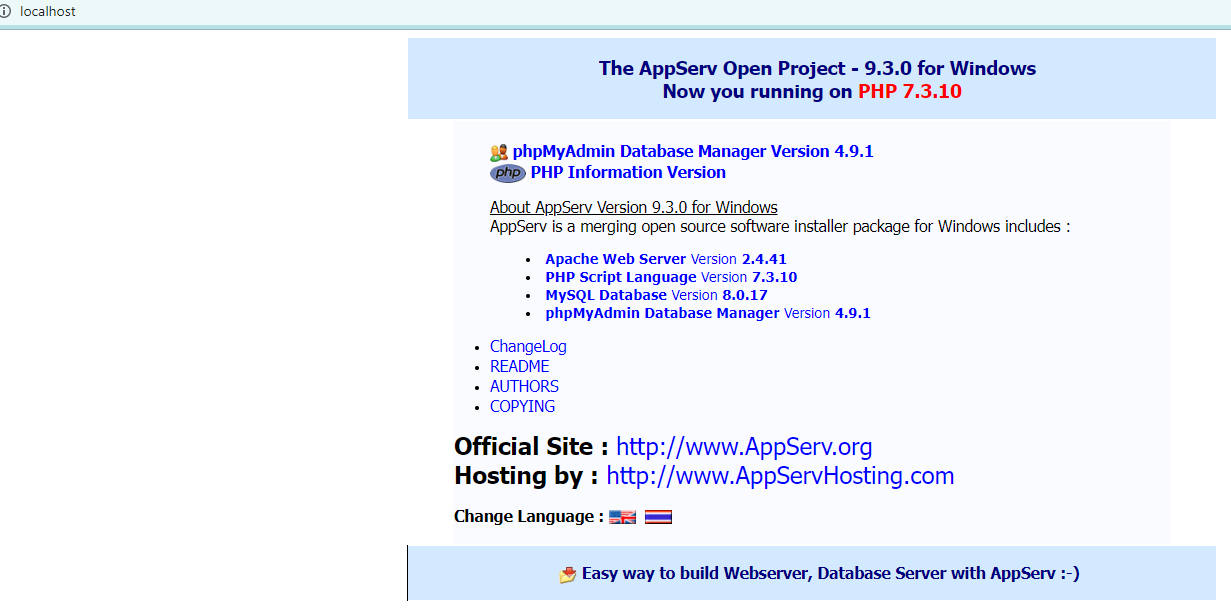 localhost
The AppServ Open Project - 9.3.0 for Windows
Now you running on PHP 7.3.10
phpMyAdmin Database Manager Version 4.9.1
php PHP Information Version
About AppServ Version 9.3.0 for Windows
AppServ is a merging open source software installer package for Windows includes :
Apache Web Server Version 2.4.41
PHP Script Language Version 7.3.10
MySQL Database Version 8.0.17
phpMyAdmin Database Manager Version 4.9.1
ChangeLog
README
AUTHORS
COPYING
Official Site : http://www.AppServ.org
Hosting by : http://www.AppServHosting.com
Change Language :
Easy way to build Webserver, Database Server with AppServ :-)